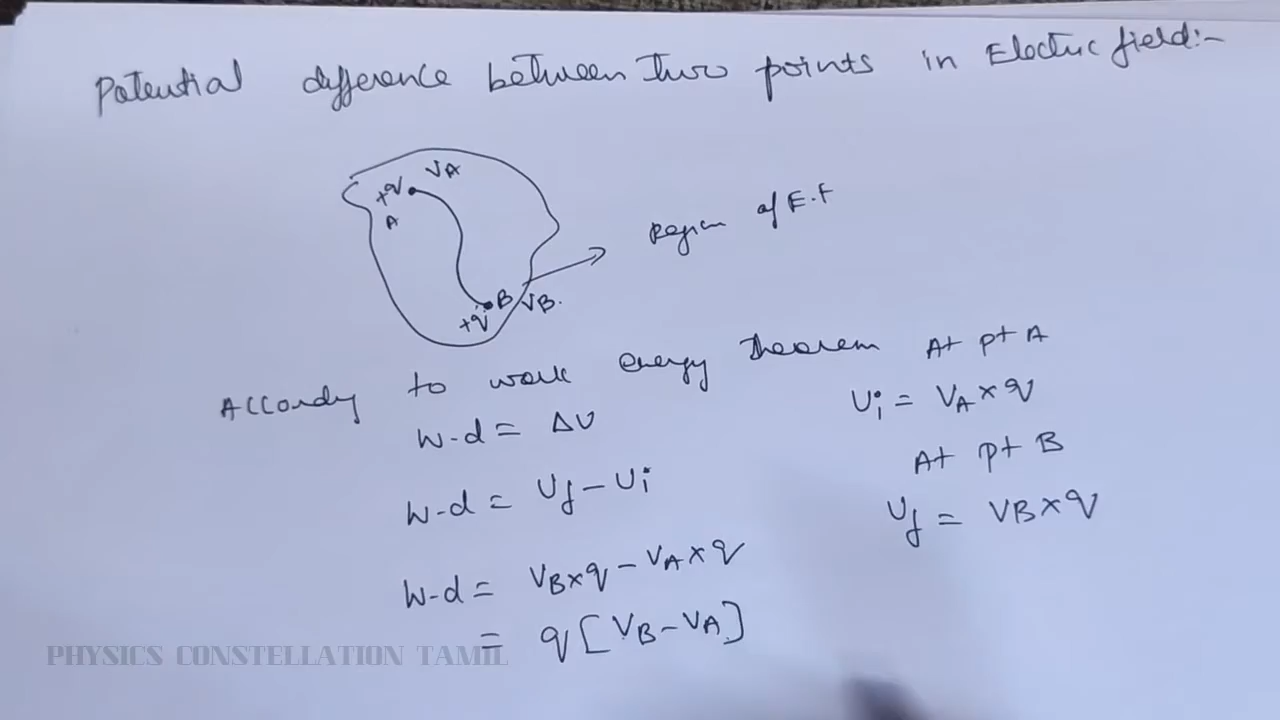 Potential difference between two points in Electric field:-
+q VA
A
Region of E.F
B VB.
+q
Accordy to work energy theorem
W-d = ΔU
W-d = Uf - Ui
W-d = VB×q - VA×q
= q [VB - VA]
At pt A
Ui = VA × q
At pt B
Uf = VB × q
PHYSICS CONSTELLATION TAMIL